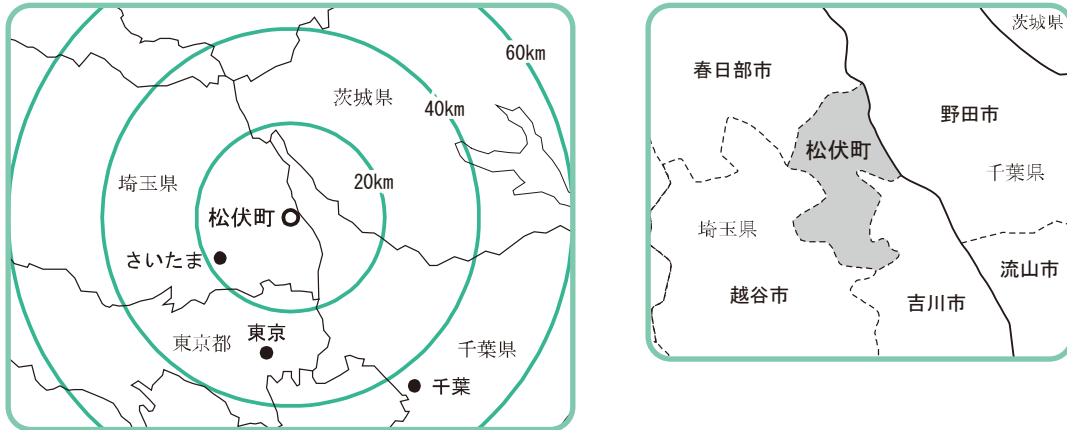 60km
茨城県
40km
埼玉県
20km
松伏町
さいたま
東京都
東京
千葉県
千葉
茨城県
春日部市
野田市
松伏町
千葉県
埼玉県
流山市
越谷市
吉川市